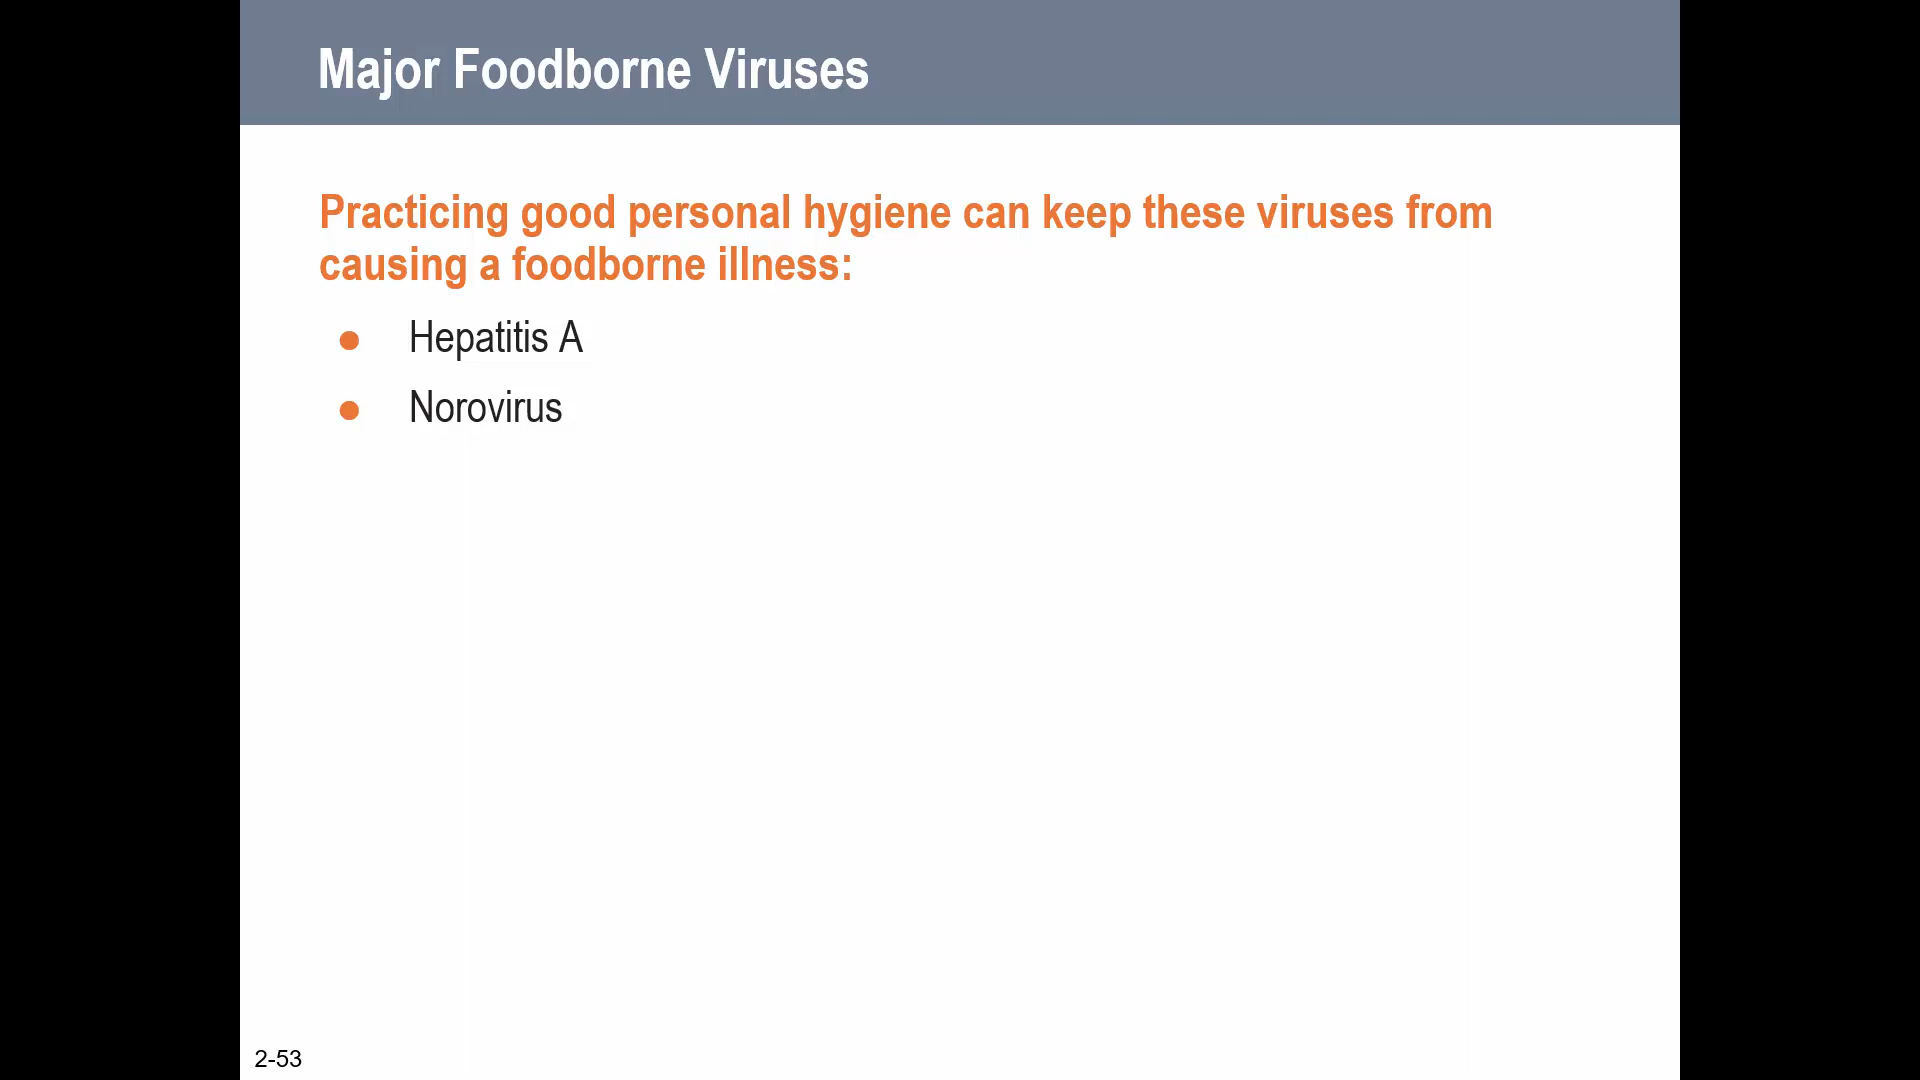 Major Foodborne Viruses
Practicing good personal hygiene can keep these viruses from
causing a foodborne illness:
● Hepatitis A
● Norovirus
2-53